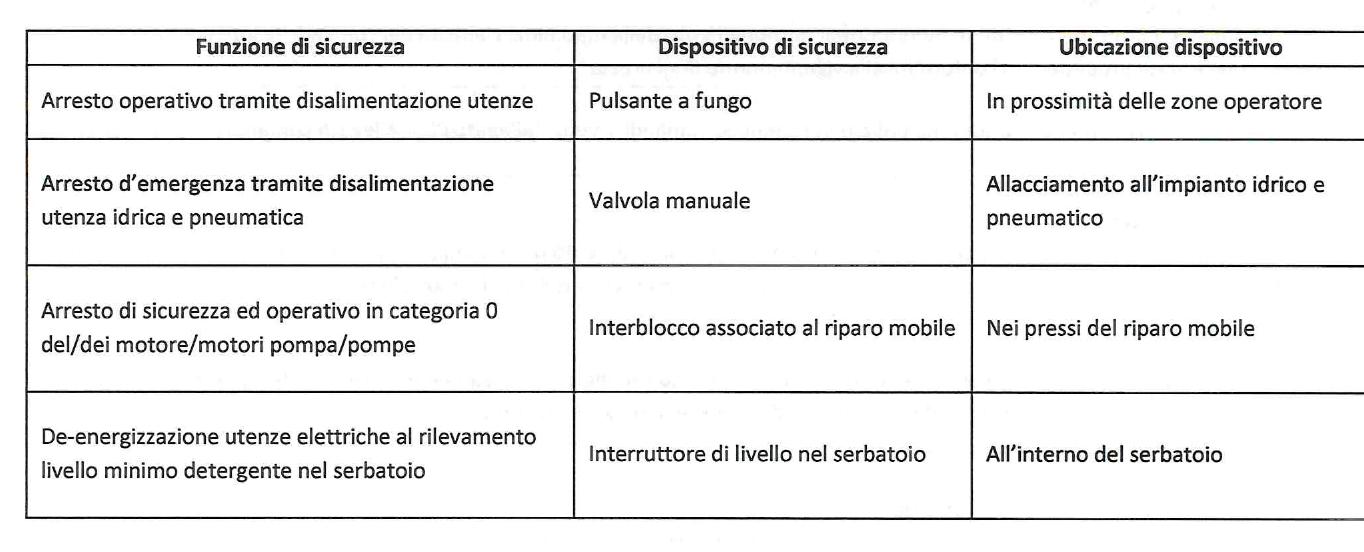 Funzione di sicurezza
Dispositivo di sicurezza
Ubicazione dispositivo
Arresto operativo tramite disalimentazione utenze
Pulsante a fungo
In prossimità delle zone operatore
Arresto d’emergenza tramite disalimentazione
utenza idrica e pneumatica
Valvola manuale
Allacciamento all’impianto idrico e
pneumatico
Arresto di sicurezza ed operativo in categoria 0
del/dei motore/motori pompa/pompe
Interblocco associato al riparo mobile
Nei pressi del riparo mobile
De-energizzazione utenze elettriche al rilevamento
livello minimo detergente nel serbatoio
Interruttore di livello nel serbatoio
All’interno del serbatoio